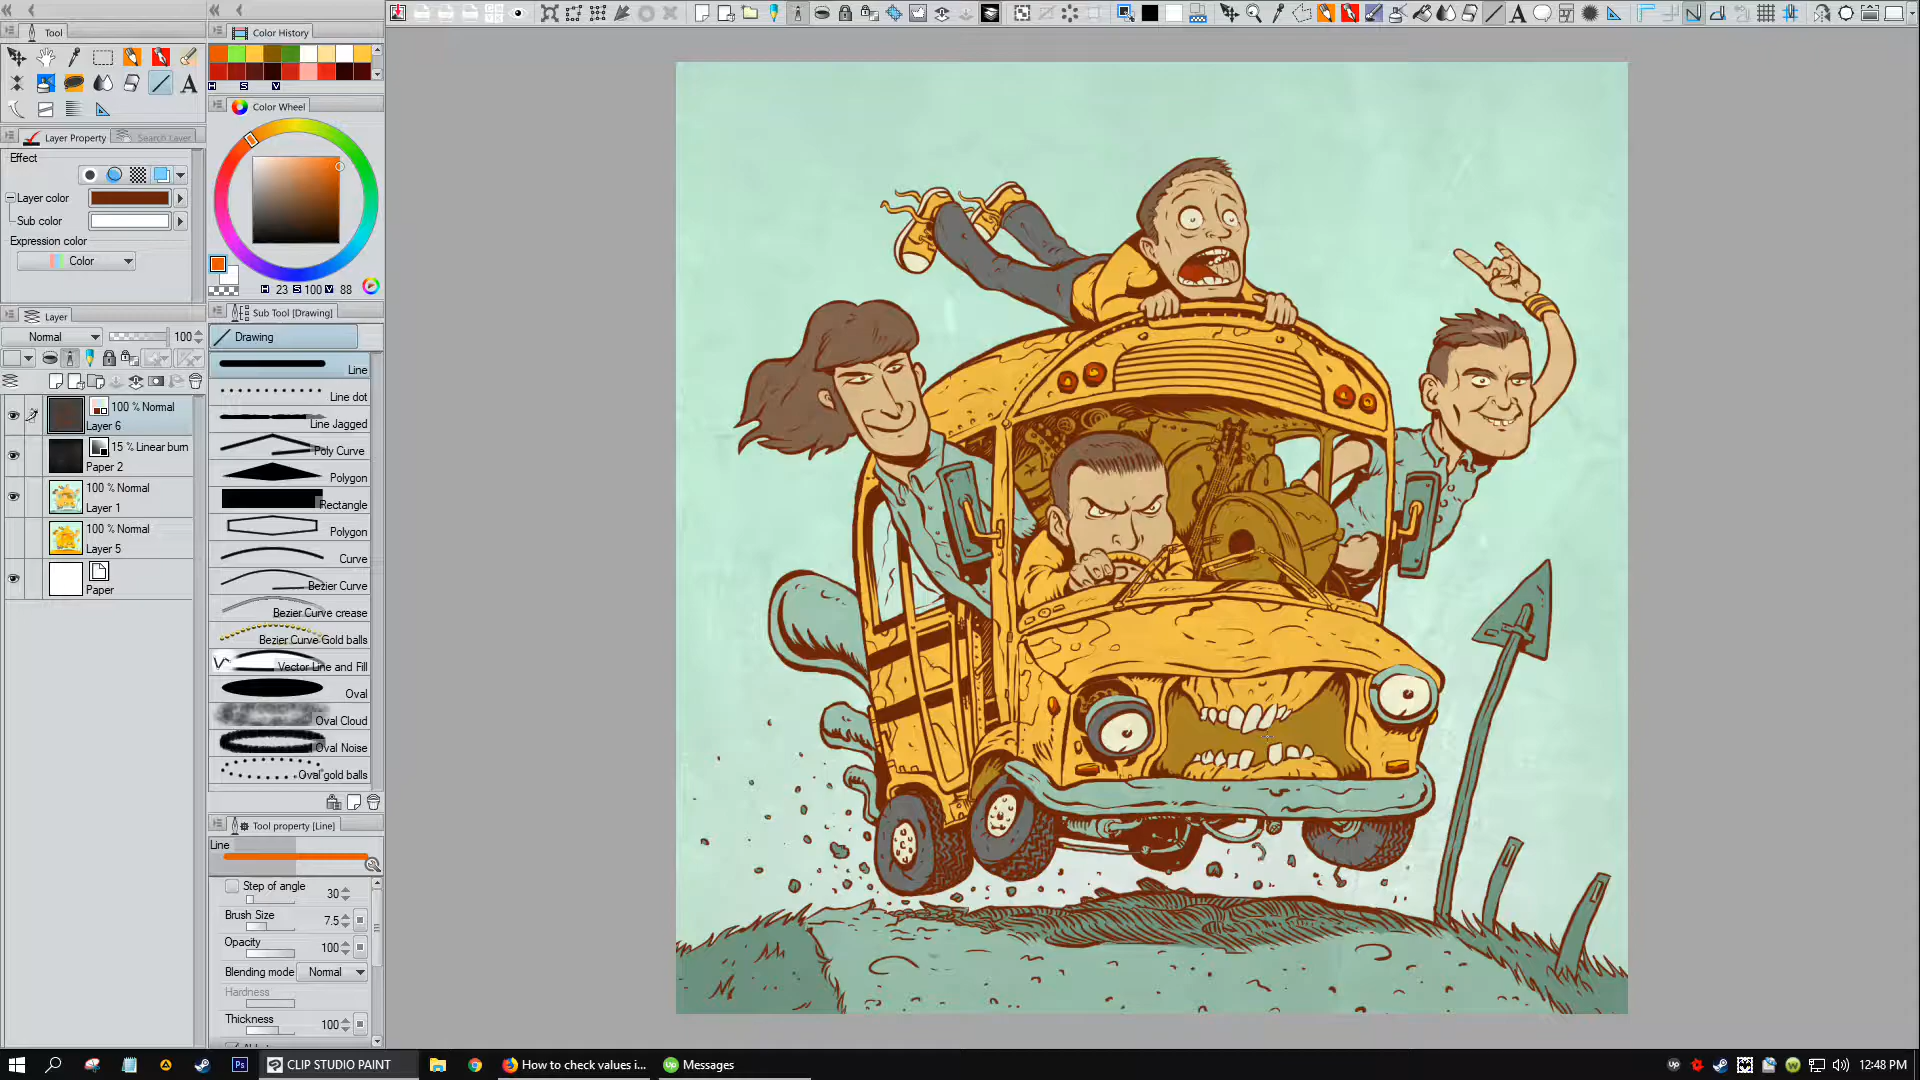 Tool
Layer Property
Search Layer
Effect
Layer color
Sub color
Expression color
Color
Layer
Normal
100
100 % Normal
Layer 6
15 % Linear burn
Paper 2
100 % Normal
Layer 1
100 % Normal
Layer 5
Paper
Color History
H S V
Color Wheel
H 23 S 100 V 88
Sub Tool [Drawing]
Drawing
Line
Line dot
Line Jagged
Poly Curve
Polygon
Rectangle
Polygon
Curve
Bezier Curve
Bezier Curve crease
Bezier Curve Gold balls
Vector Line and Fill
Oval
Oval Cloud
Oval Noise
Oval gold balls
Tool property [Line]
Line
Step of angle 30
Brush Size 7.5
Opacity 100
Blending mode Normal
Hardness
Thickness 100
CLIP STUDIO PAINT
How to check values i...
Messages
12:48 PM